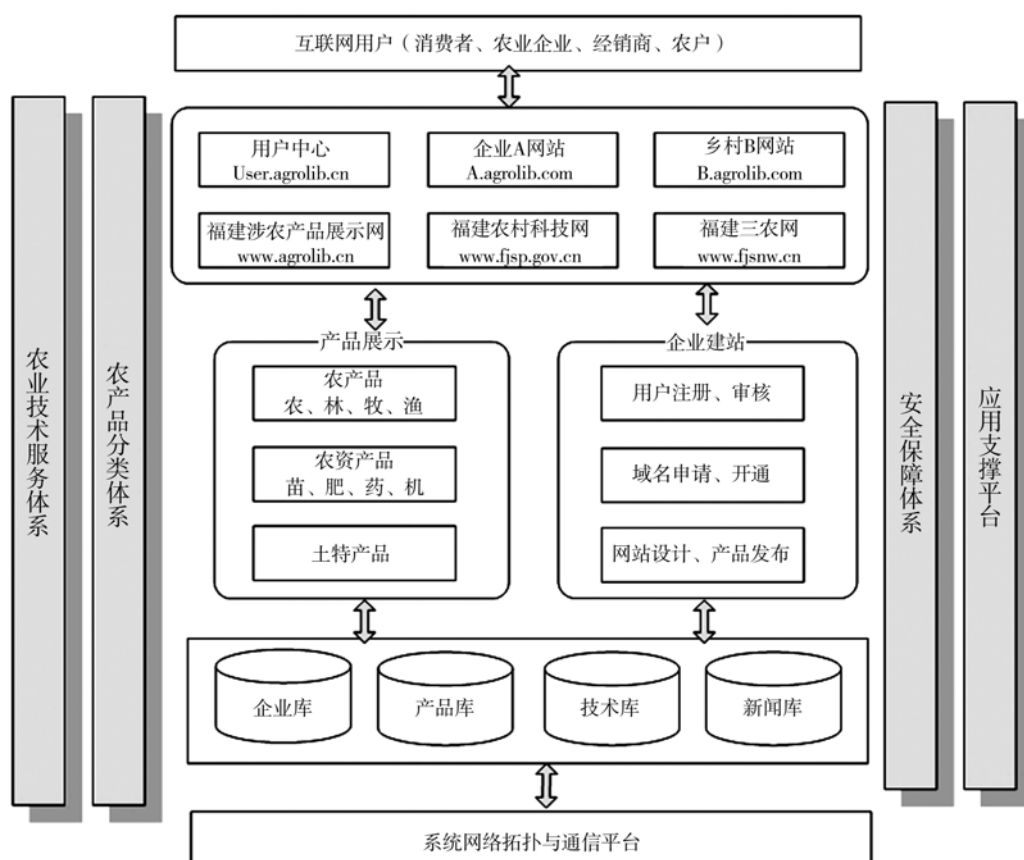 互联网用户（消费者、农业企业、经销商、农户）
用户中心
User.agrolib.cn
企业A网站
A.agrolib.com
乡村B网站
B.agrolib.com
福建涉农产品展示网
www.agrolib.cn
福建农村科技网
www.fjsp.gov.cn
福建三农网
www.fjsnw.cn
农业技术服务体系
农产品分类体系
产品展示
农产品
农、林、牧、渔
农资产品
苗、肥、药、机
土特产品
企业建站
用户注册、审核
域名申请、开通
网站设计、产品发布
安全保障体系
应用支撑平台
企业库
产品库
技术库
新闻库
系统网络拓扑与通信平台